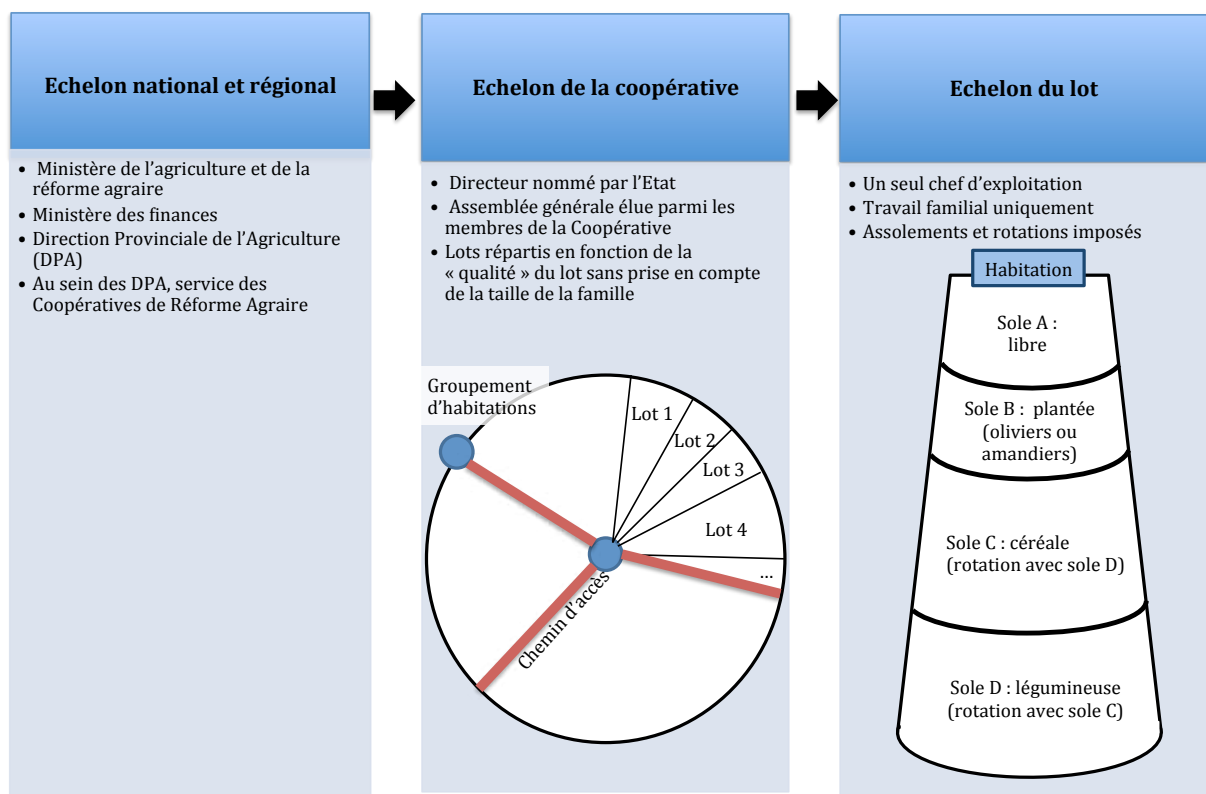 Echelon national et régional
• Ministère de l'agriculture et de la
réforme agraire
• Ministère des finances
• Direction Provinciale de l'Agriculture
(DPA)
• Au sein des DPA, service des
Coopératives de Réforme Agraire
Echelon de la coopérative
• Directeur nommé par l'Etat
• Assemblée générale élue parmi les
membres de la Coopérative
• Lots répartis en fonction de la
« qualité » du lot sans prise en compte
de la taille de la famille
Groupement
d'habitations
Lot 1
Lot 2
Lot 3
Lot 4
...
Chemin d'accès
Echelon du lot
• Un seul chef d'exploitation
• Travail familial uniquement
• Assolements et rotations imposés
Habitation
Sole A :
libre
Sole B : plantée
(oliviers ou
amandiers)
Sole C : céréale
(rotation avec sole D)
Sole D : légumineuse
(rotation avec sole C)